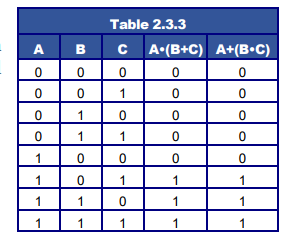 Table 2.3.3
A B C A•(B+C) A+(B•C)
0 0 0 0 0
0 0 1 0 0
0 1 0 0 0
0 1 1 0 0
1 0 0 0 0
1 0 1 1 1
1 1 0 1 1
1 1 1 1 1